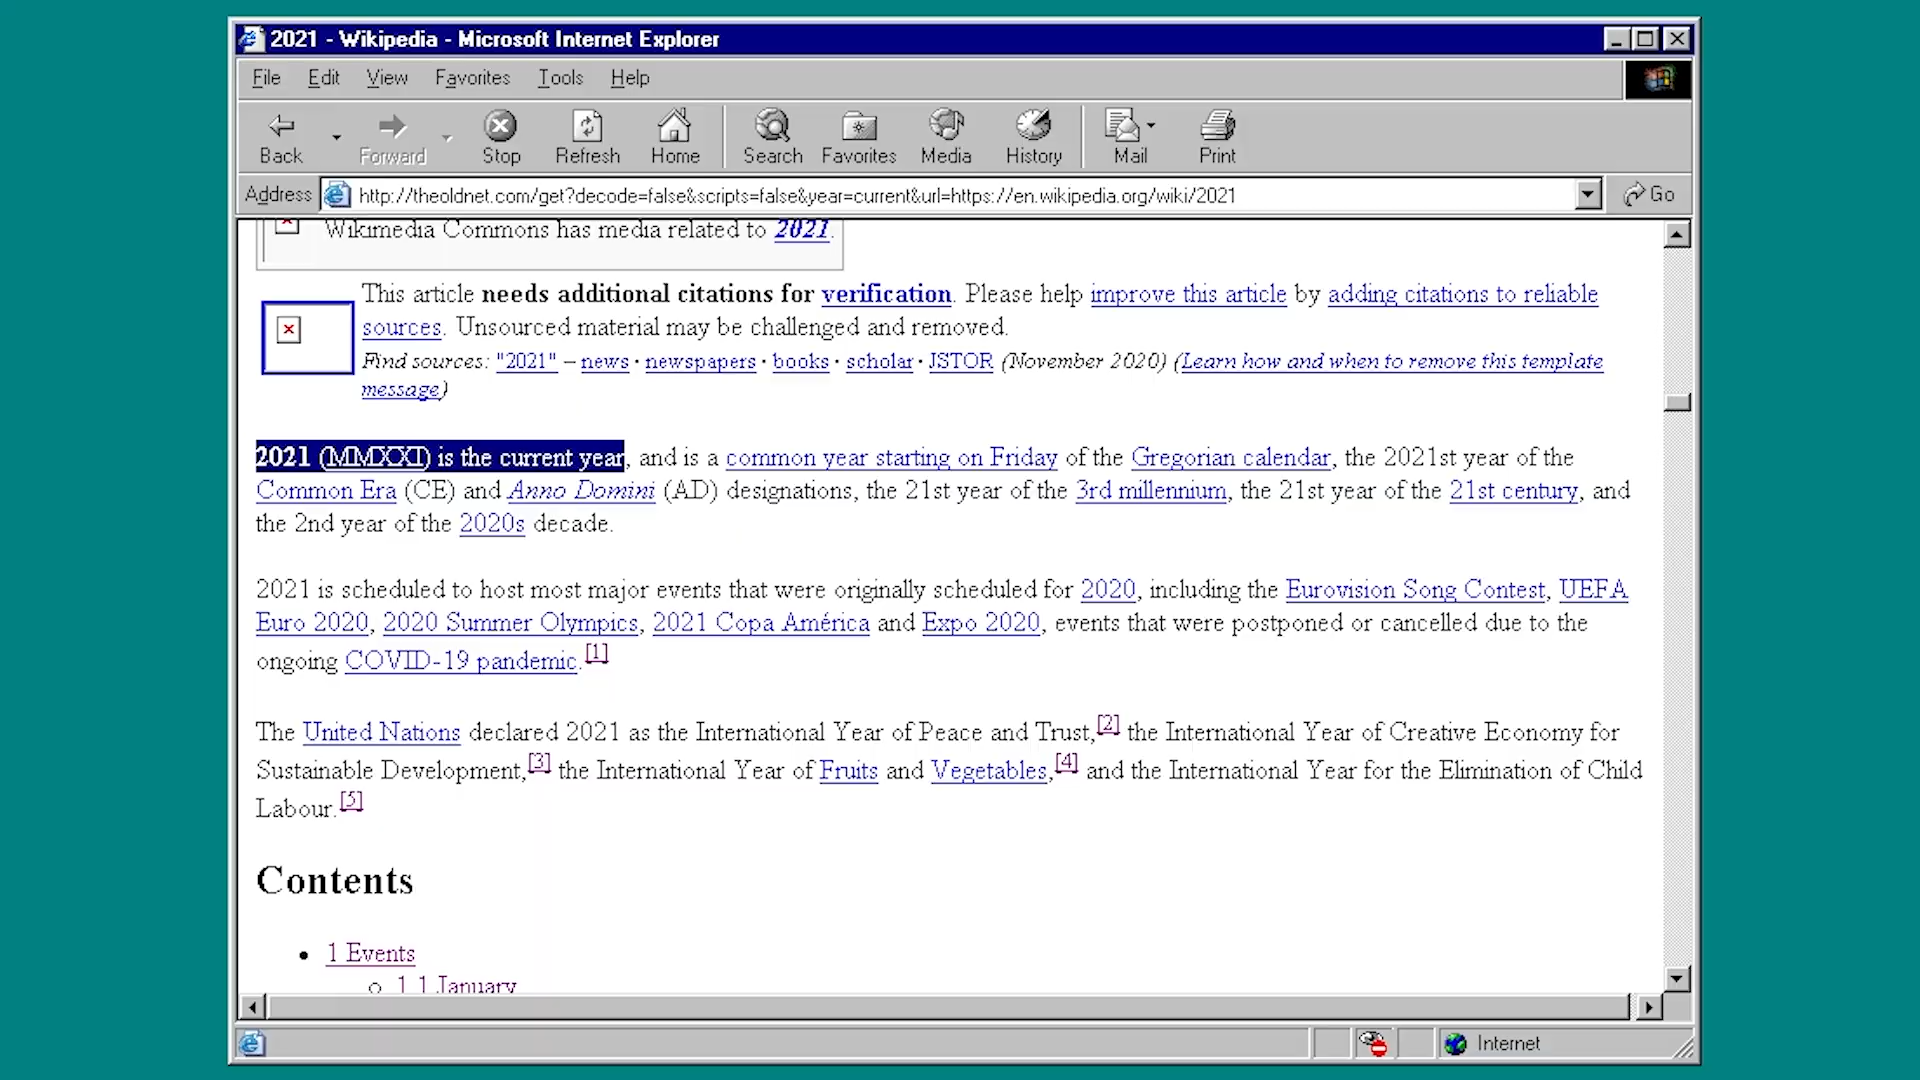 2021 - Wikipedia - Microsoft Internet Explorer
File Edit View Favorites Tools Help
Back Forward Stop Refresh Home Search Favorites Media History Mail Print
Address http://theoldnet.com/get?decode=false&scripts=false&year=current&url=https://en.wikipedia.org/wiki/2021 Go
Wikimedia Commons has media related to 2021.
This article needs additional citations for verification. Please help improve this article by adding citations to reliable
sources. Unsourced material may be challenged and removed.
Find sources: "2021" – news · newspapers · books · scholar · JSTOR (November 2020) (Learn how and when to remove this template
message)
2021 (MMXXI) is the current year, and is a common year starting on Friday of the Gregorian calendar, the 2021st year of the
Common Era (CE) and Anno Domini (AD) designations, the 21st year of the 3rd millennium, the 21st year of the 21st century, and
the 2nd year of the 2020s decade.
2021 is scheduled to host most major events that were originally scheduled for 2020, including the Eurovision Song Contest, UEFA
Euro 2020, 2020 Summer Olympics, 2021 Copa América and Expo 2020, events that were postponed or cancelled due to the
ongoing COVID-19 pandemic.[1]
The United Nations declared 2021 as the International Year of Peace and Trust,[2] the International Year of Creative Economy for
Sustainable Development,[3] the International Year of Fruits and Vegetables,[4] and the International Year for the Elimination of Child
Labour.[5]
Contents
1 Events
1.1 January
Internet